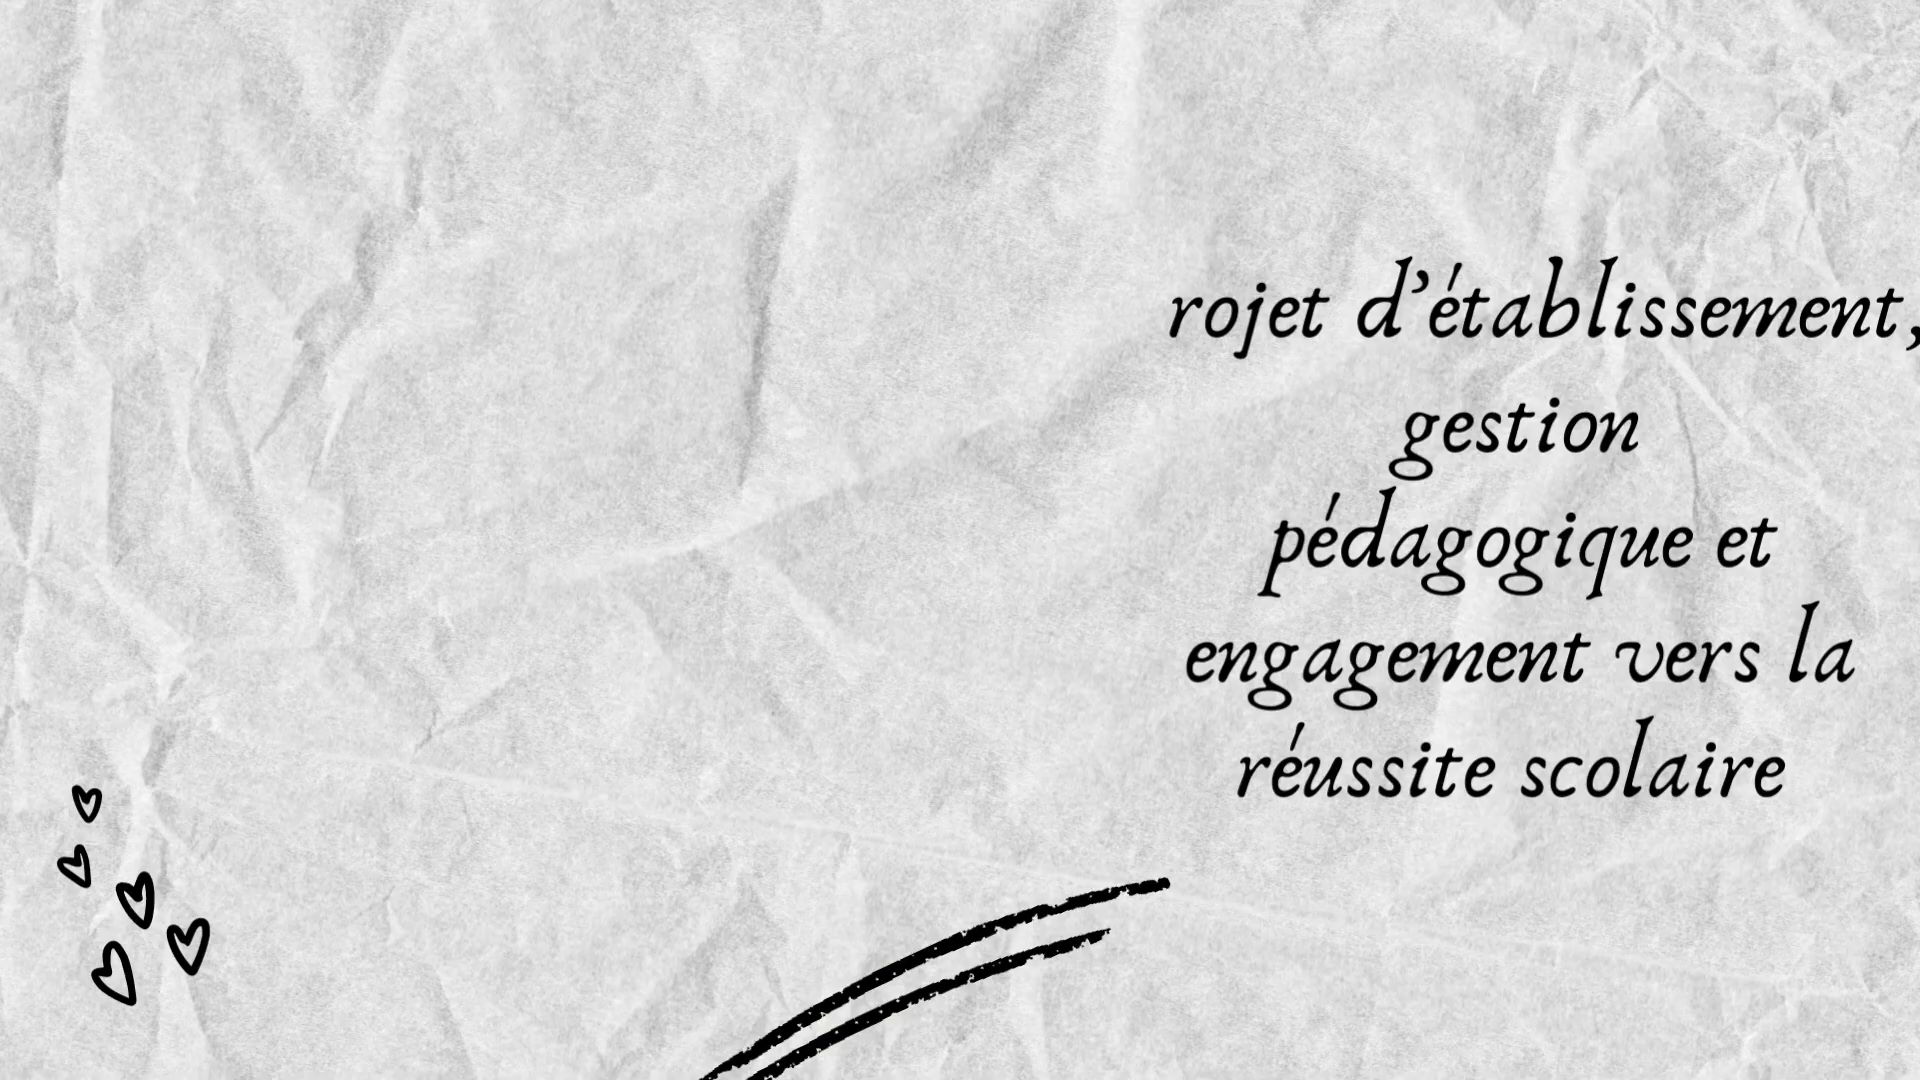 rojet d’établissement,
gestion
pédagogique et
engagement vers la
réussite scolaire